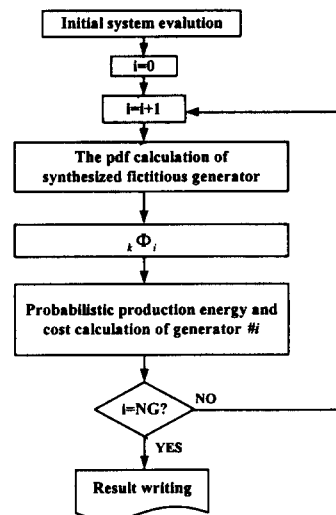 Initial system evalution
i=0
i=i+1
The pdf calculation of
synthesized fictitious generator
k Φ i
Probabilistic production energy and
cost calculation of generator #i
i=NG?
NO
YES
Result writing